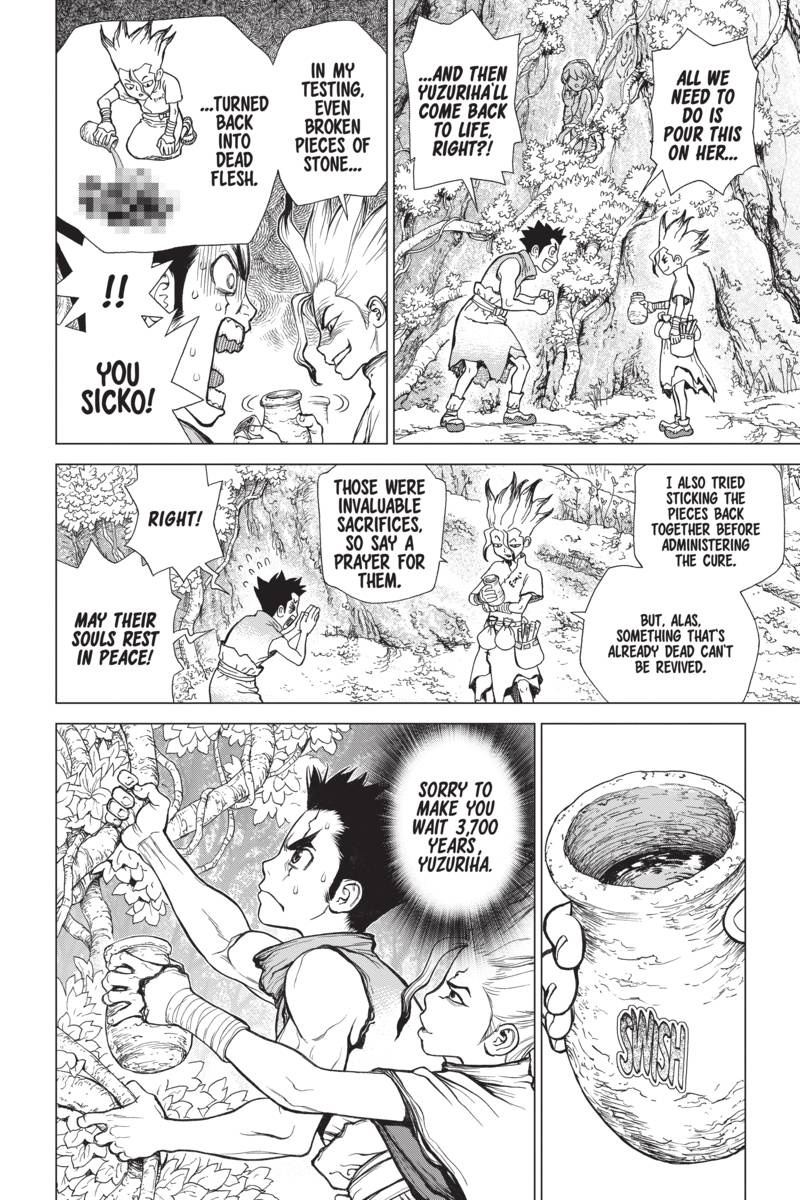 ALL WE
NEED TO
DO IS
POUR THIS
ON HER...
...AND THEN
YUZURIHA'LL
COME BACK
TO LIFE,
RIGHT?!
IN MY
TESTING,
EVEN
BROKEN
PIECES OF
STONE...
...TURNED
BACK
INTO
DEAD
FLESH.
!!
YOU
SICKO!
I ALSO TRIED
STICKING THE
PIECES BACK
TOGETHER BEFORE
ADMINISTERING
THE CURE.
BUT, ALAS,
SOMETHING THAT'S
ALREADY DEAD CAN'T
BE REVIVED.
THOSE WERE
INVALUABLE
SACRIFICES,
SO SAY A
PRAYER FOR
THEM.
RIGHT!
MAY THEIR
SOULS REST
IN PEACE!
SWISH
SORRY TO
MAKE YOU
WAIT 3,700
YEARS,
YUZURIHA.